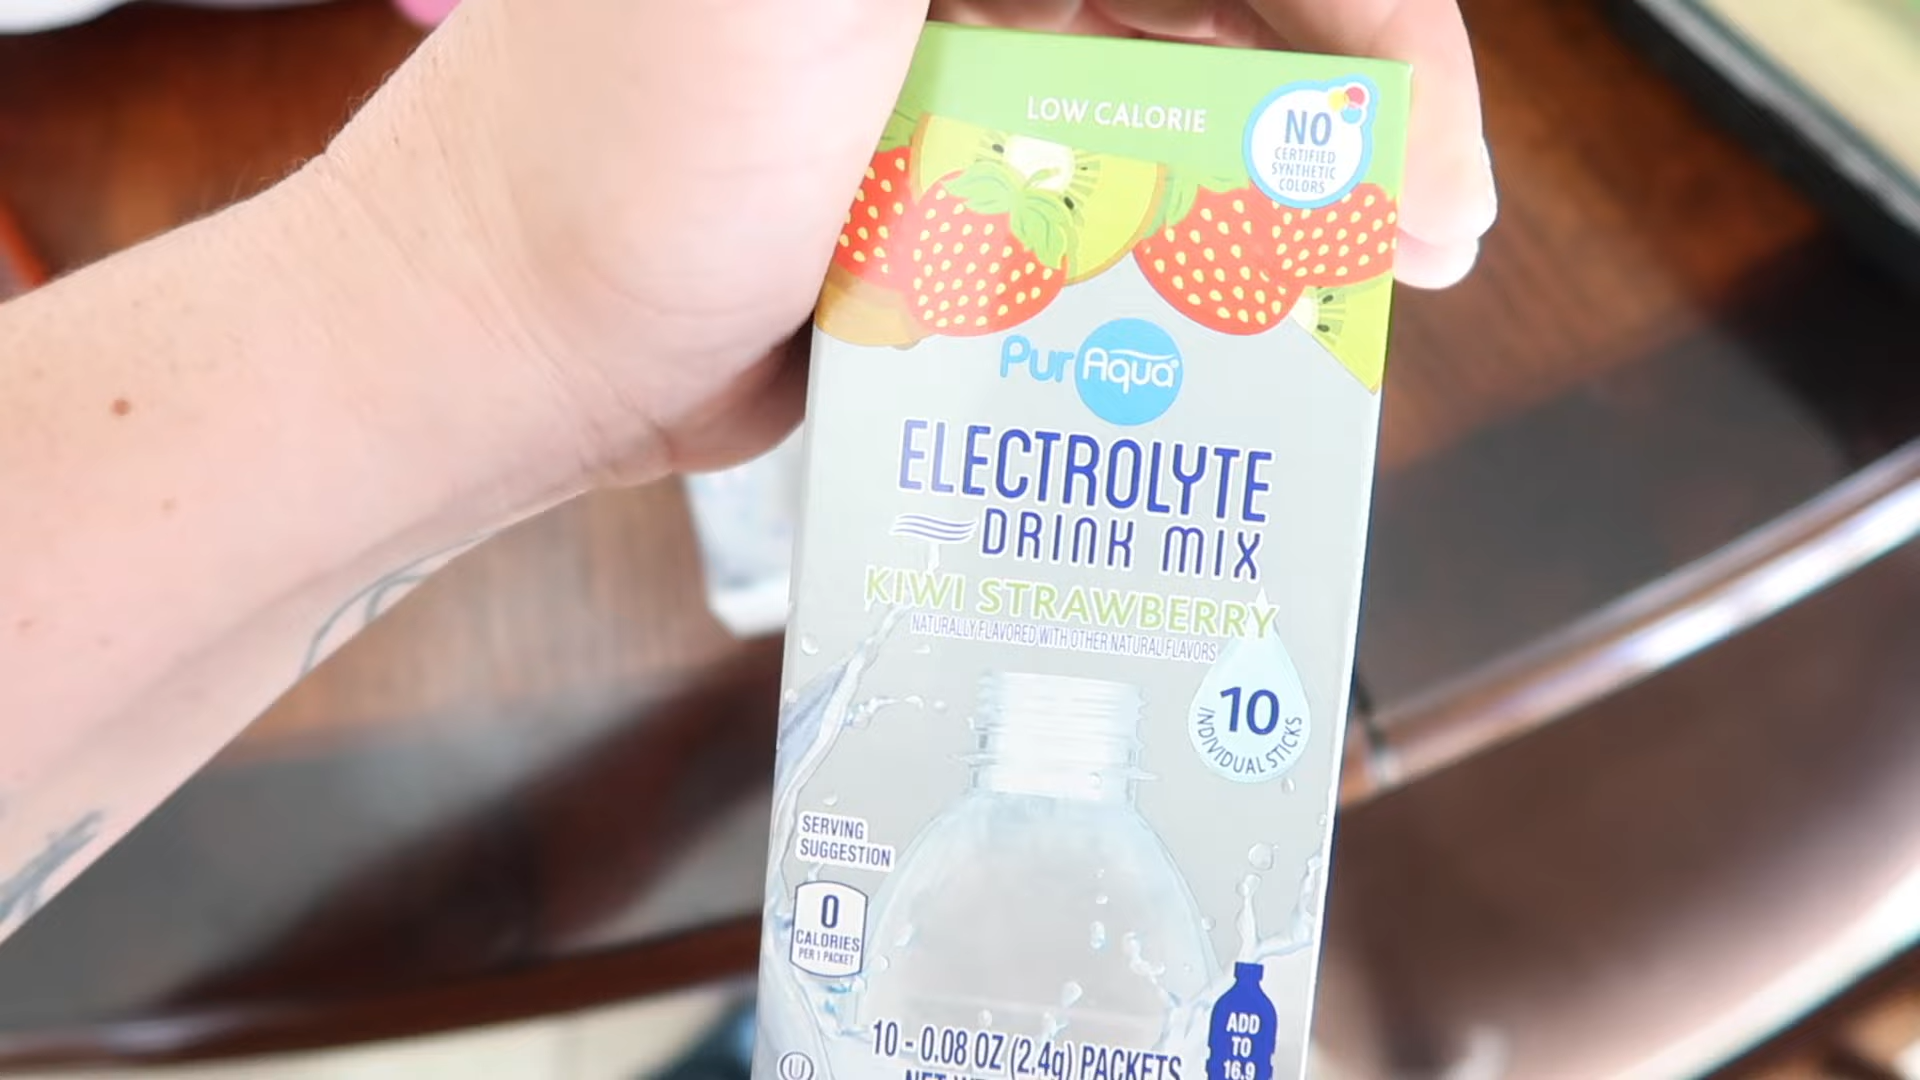 LOW CALORIE
NO
CERTIFIED
SYNTHETIC
COLORS
PurAqua®
ELECTROLYTE
DRINK MIX
KIWI STRAWBERRY
NATURALLY FLAVORED WITH OTHER NATURAL FLAVORS
10
INDIVIDUAL STICKS
SERVING
SUGGESTION
0
CALORIES
PER 1 PACKET
10 - 0.08 OZ (2.4g) PACKETS
ADD
TO
16.9
U